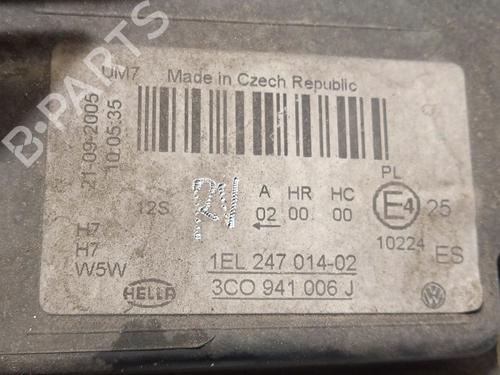 B-PARTS
UM7
Made in Czech Republic
21-09-2005
10:05:35
12S
A HR HC
02 00. 00
PL
E4 25
10224
ES
H7
H7
W5W
1EL 247 014-02
HELLA
3C0 941 006 J